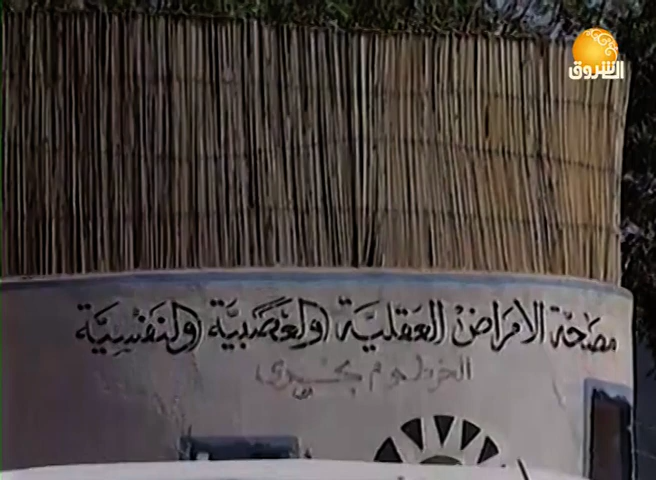 الشروق
مصحة الامراض العقلية والعصبية والنفسية
الخرطوم بحري